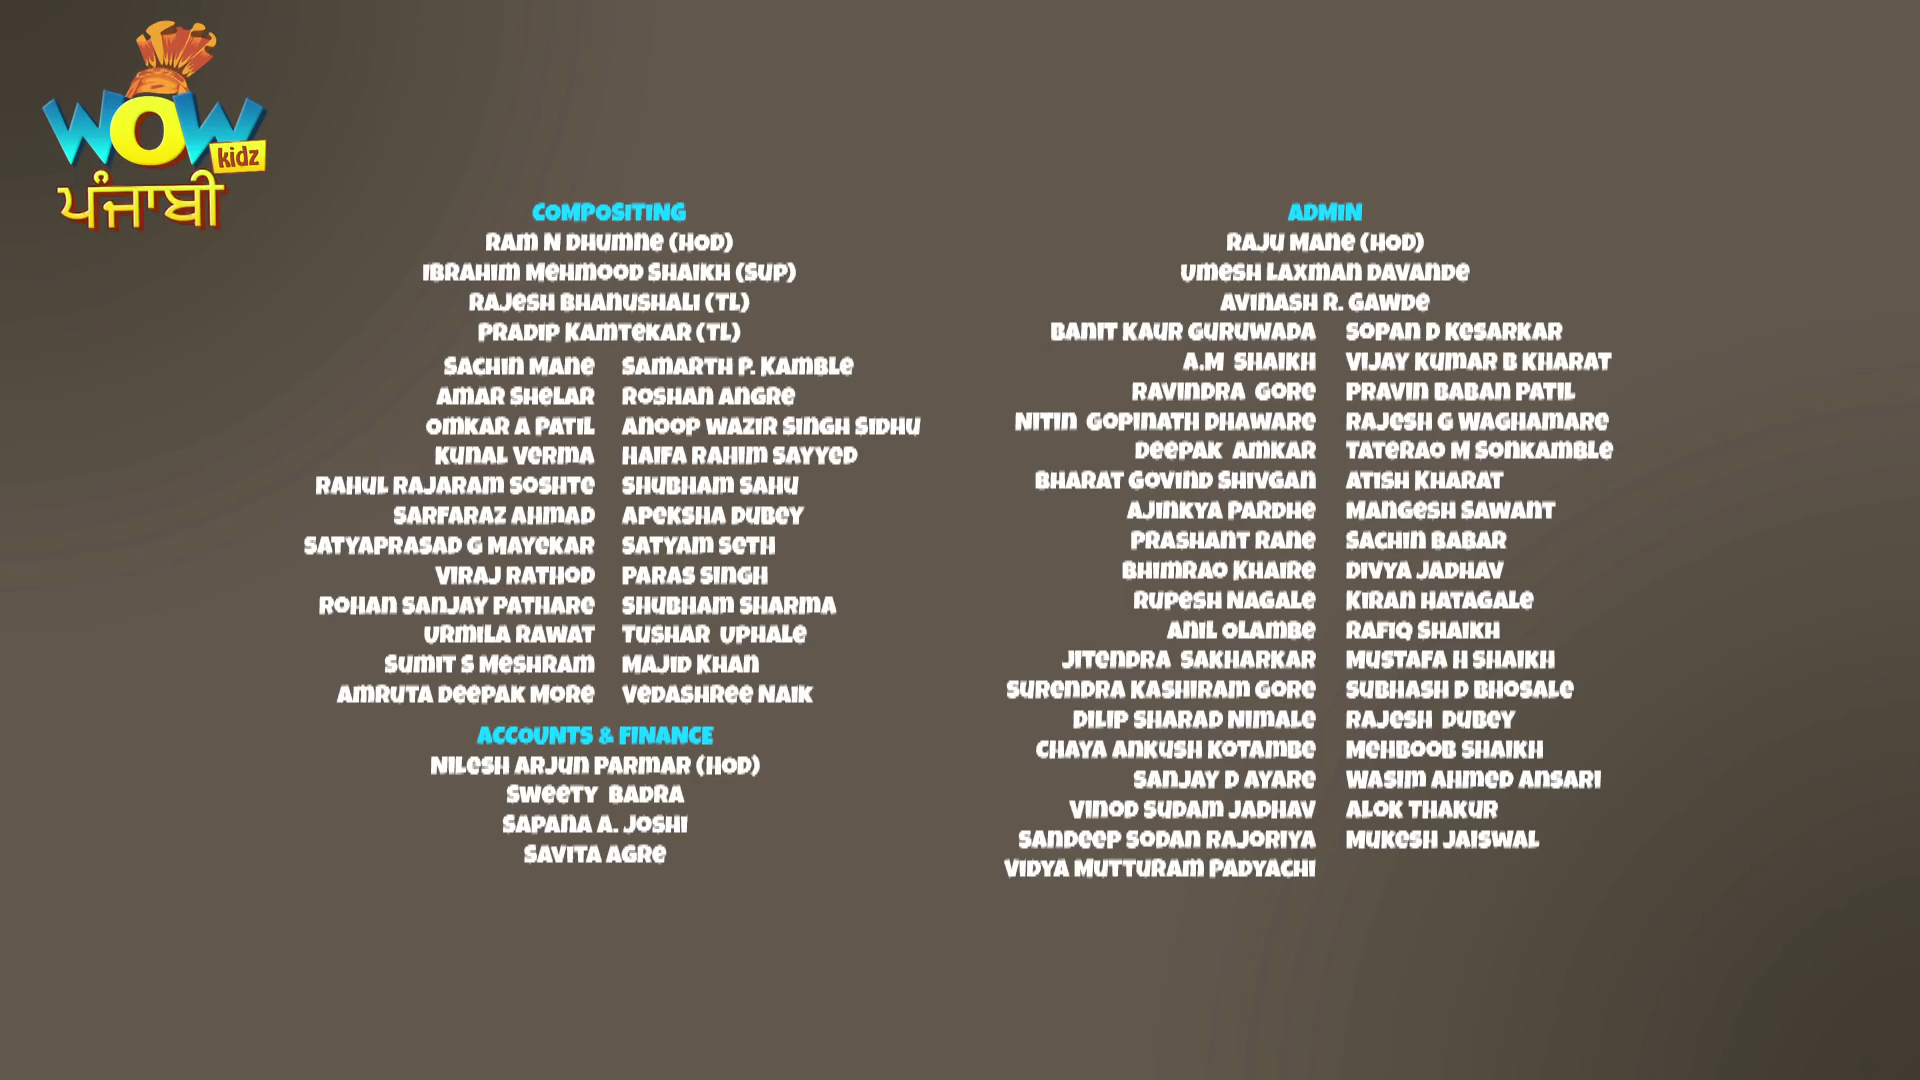 WOW
kidz
ਪੰਜਾਬੀ
COMPOSITING
RAM N DHUMNE (HOD)
IBRAHIM MEHMOOD SHAIKH (SUP)
RAJESH BHANUSHALI (TL)
PRADIP KAMTEKAR (TL)
SACHIN MANE SAMARTH P. KAMBLE
AMAR SHELAR ROSHAN ANGRE
OMKAR A PATIL ANOOP WAZIR SINGH SIDHU
KUNAL VERMA HAIFA RAHIM SAYYED
RAHUL RAJARAM SOSHTE SHUBHAM SAHU
SARFARAZ AHMAD APEKSHA DUBEY
SATYAPRASAD G MAYEKAR SATYAM SETH
VIRAJ RATHOD PARAS SINGH
ROHAN SANJAY PATHARE SHUBHAM SHARMA
URMILA RAWAT TUSHAR UPHALE
SUMIT S MESHRAM MAJID KHAN
AMRUTA DEEPAK MORE VEDASHREE NAIK
ACCOUNTS & FINANCE
NILESH ARJUN PARMAR (HOD)
SWEETY BADRA
SAPANA A. JOSHI
SAVITA AGRE
ADMIN
RAJU MANE (HOD)
UMESH LAXMAN DAVANDE
AVINASH R. GAWDE
BANIT KAUR GURUWADA SOPAN D KESARKAR
A.M SHAIKH VIJAY KUMAR B KHARAT
RAVINDRA GORE PRAVIN BABAN PATIL
NITIN GOPINATH DHAWARE RAJESH G WAGHAMARE
DEEPAK AMKAR TATERAO M SONKAMBLE
BHARAT GOVIND SHIVGAN ATISH KHARAT
AJINKYA PARDHE MANGESH SAWANT
PRASHANT RANE SACHIN BABAR
BHIMRAO KHAIRE DIVYA JADHAV
RUPESH NAGALE KIRAN HATAGALE
ANIL OLAMBE RAFIQ SHAIKH
JITENDRA SAKHARKAR MUSTAFA H SHAIKH
SURENDRA KASHIRAM GORE SUBHASH D BHOSALE
DILIP SHARAD NIMALE RAJESH DUBEY
CHAYA ANKUSH KOTAMBE MEHBOOB SHAIKH
SANJAY D AYARE WASIM AHMED ANSARI
VINOD SUDAM JADHAV ALOK THAKUR
SANDEEP SODAN RAJORIYA MUKESH JAISWAL
VIDYA MUTTURAM PADYACHI